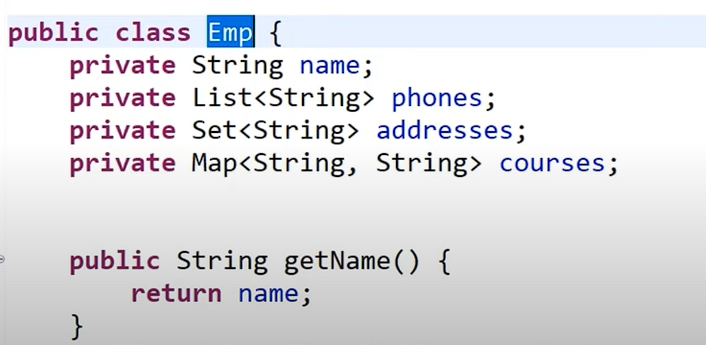 public class Emp {
    private String name;
    private List<String> phones;
    private Set<String> addresses;
    private Map<String, String> courses;
    public String getName() {
        return name;
    }